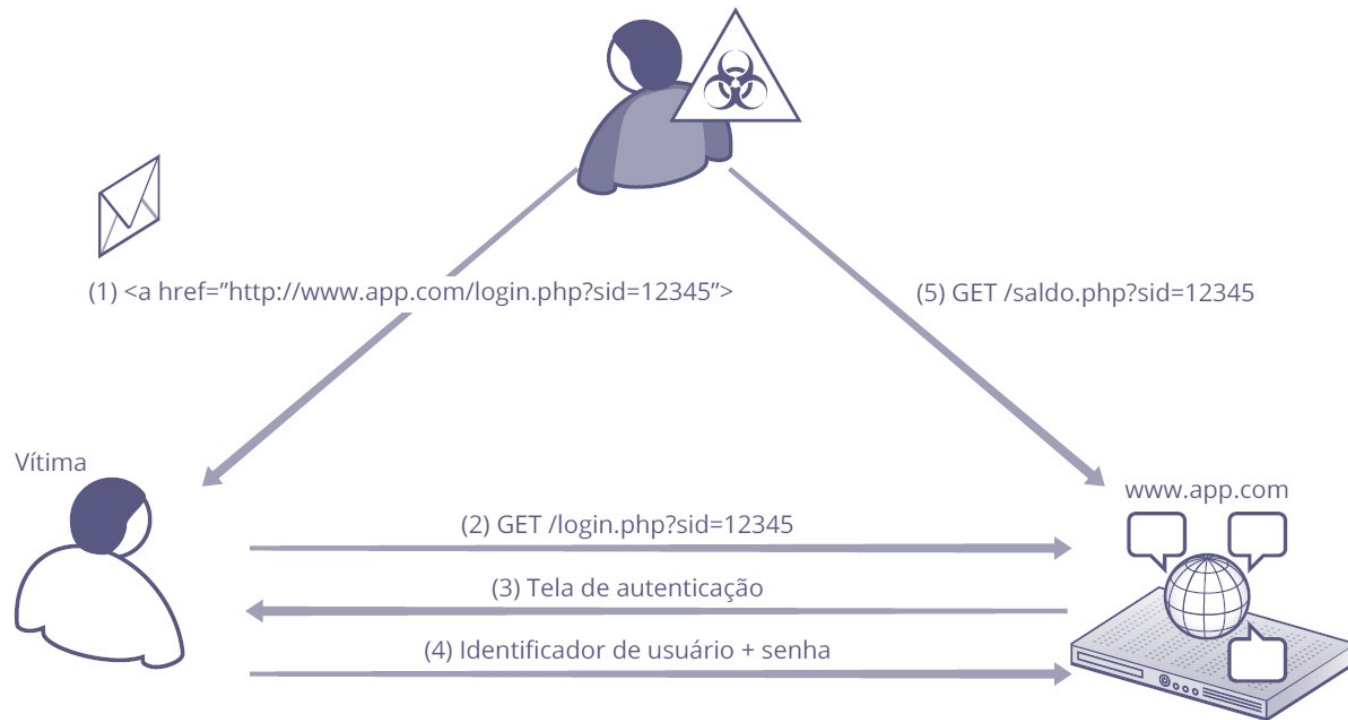 (1) <a href=”http://www.app.com/login.php?sid=12345”>
(5) GET /saldo.php?sid=12345
Vítima
www.app.com
(2) GET /login.php?sid=12345
(3) Tela de autenticação
(4) Identificador de usuário + senha